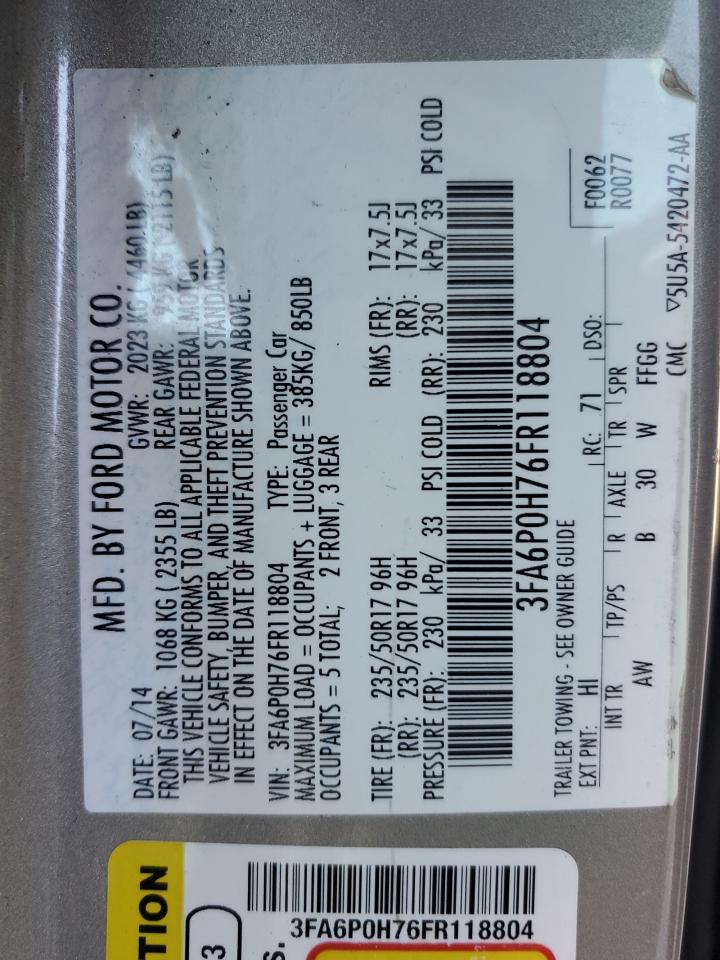 MFD. BY FORD MOTOR CO.
DATE: 07/14 GVWR: 2023 KG ( 4460 LB)
FRONT GAWR: 1068 KG ( 2355 LB) REAR GAWR: KG ( 2115 LB)
THIS VEHICLE CONFORMS TO ALL APPLICABLE FEDERAL MOTOR
VEHICLE SAFETY, BUMPER, AND THEFT PREVENTION STANDARDS
IN EFFECT ON THE DATE OF MANUFACTURE SHOWN ABOVE.
VIN: 3FA6P0H76FR118804 TYPE: Passenger Car
MAXIMUM LOAD = OCCUPANTS + LUGGAGE = 385KG/ 850LB
OCCUPANTS = 5 TOTAL; 2 FRONT, 3 REAR
TIRE (FR): 235/50R17 96H RIMS (FR): 17x7.5J
(RR): 235/50R17 96H (RR): 17x7.5J
PRESSURE (FR): 230 kPa/ 33 PSI COLD (RR): 230 kPa/ 33 PSI COLD
3FA6P0H76FR118804
TRAILER TOWING - SEE OWNER GUIDE F0062
EXT PNT: HI RC: 71 DSO: R0077
INT TR TP/PS R AXLE TR SPR
AW B 30 W FFGG
CMC ▽5U5A-5420472-AA
TION
3
S.
3FA6P0H76FR118804